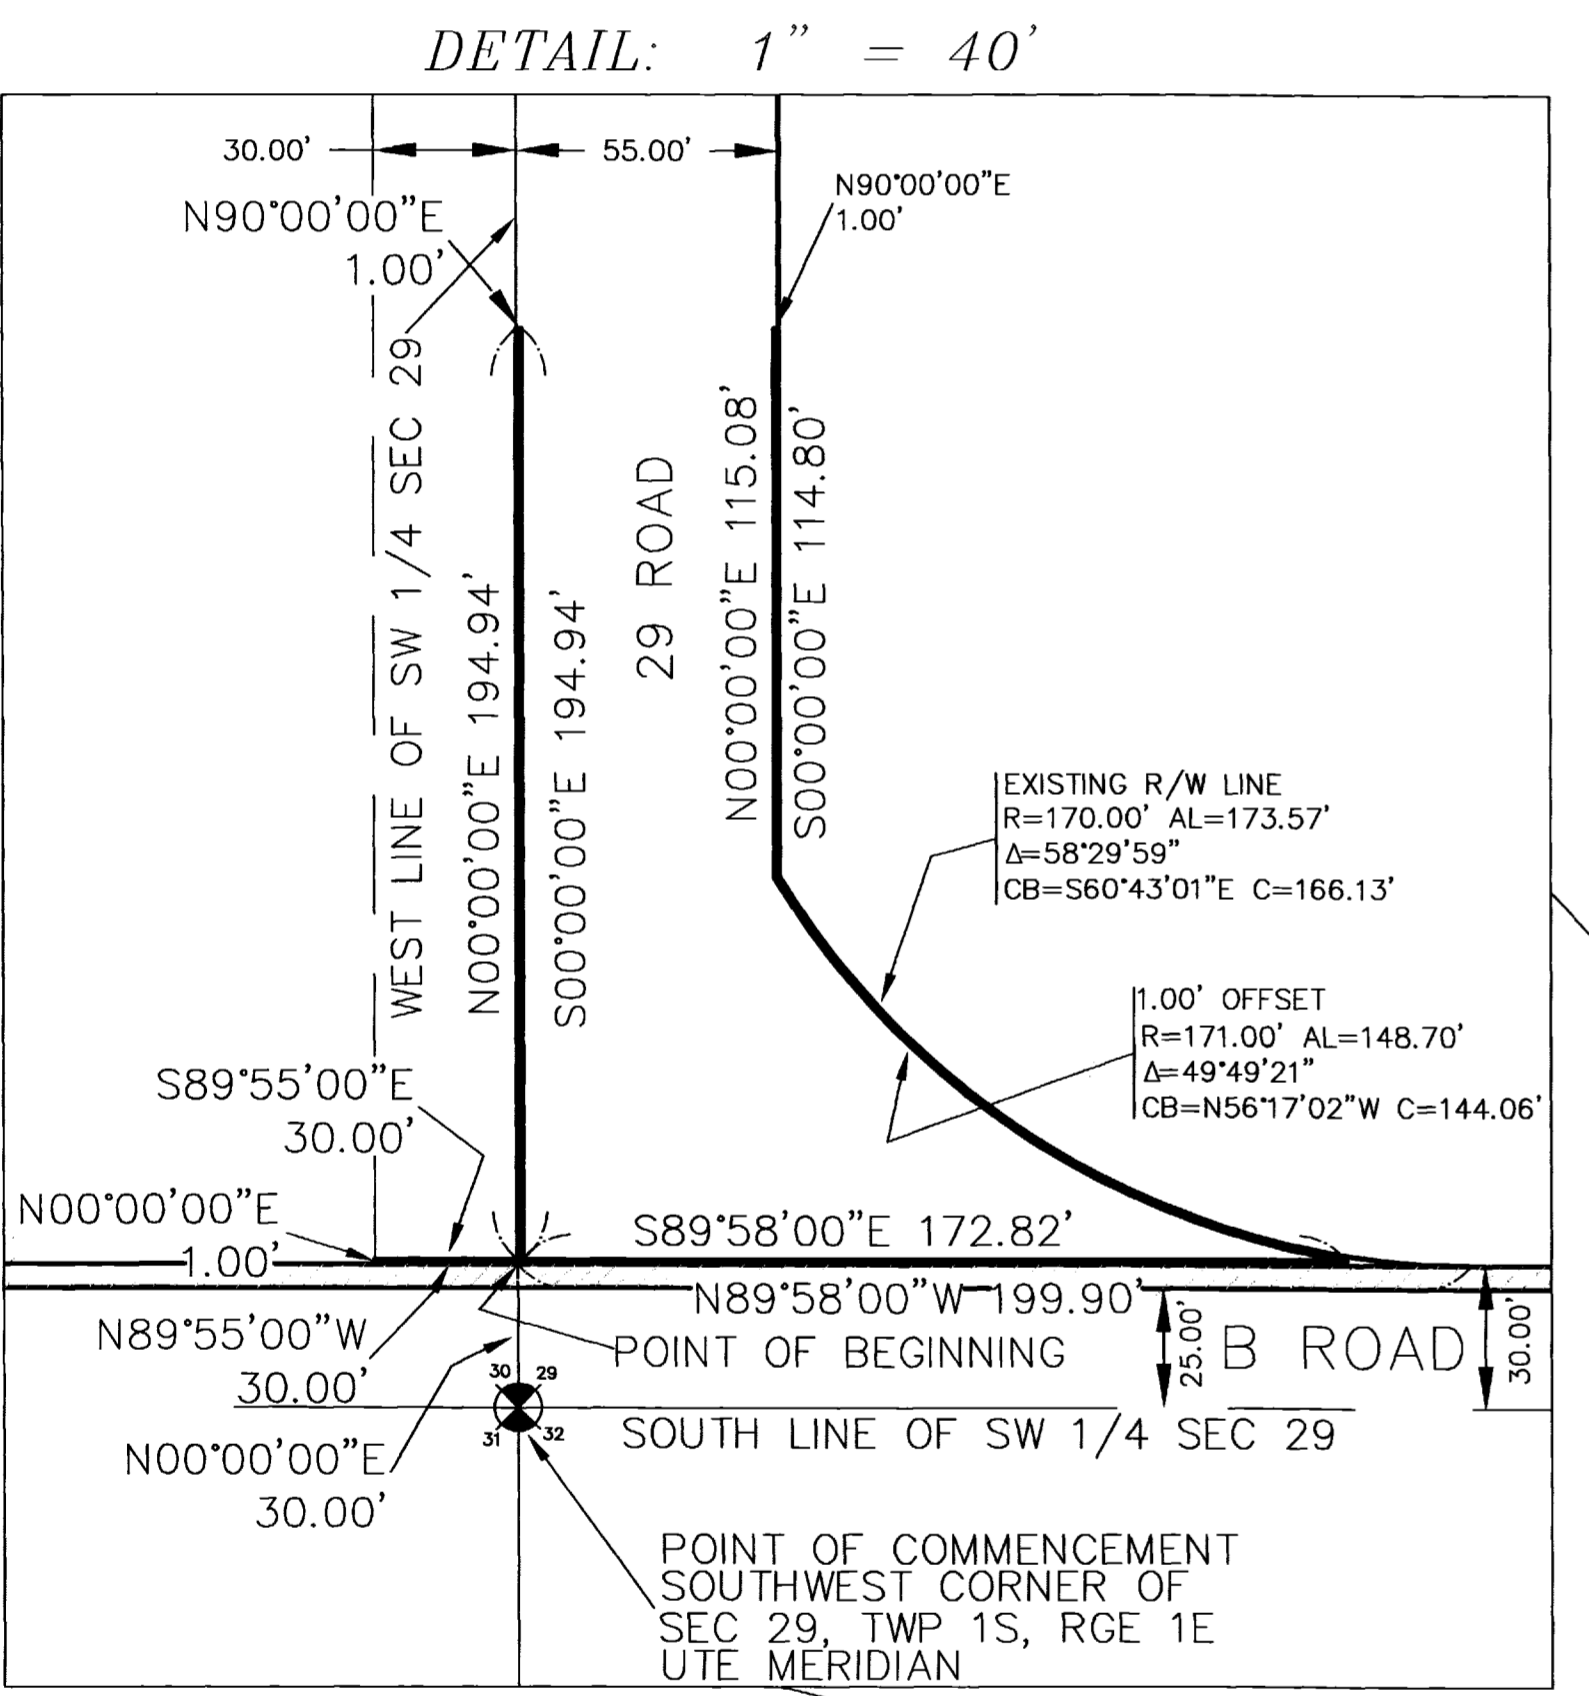 DETAIL: 1" = 40'
30.00'
55.00'
N90°00'00"E
1.00'
N90°00'00"E
1.00'
WEST LINE OF SW 1/4 SEC 29
N00°00'00"E 194.94'
S00°00'00"E 194.94'
29 ROAD
N00°00'00"E 115.08'
S00°00'00"E 114.80'
EXISTING R/W LINE
R=170.00' AL=173.57'
Δ=58°29'59"
CB=S60°43'01"E C=166.13'
1.00' OFFSET
R=171.00' AL=148.70'
Δ=49°49'21"
CB=N56°17'02"W C=144.06'
S89°55'00"E
30.00'
N00°00'00"E
1.00'
S89°58'00"E 172.82'
N89°58'00"W 199.90'
N89°55'00"W
30.00'
POINT OF BEGINNING
25.00'
B ROAD
30.00'
30 29
31 32
SOUTH LINE OF SW 1/4 SEC 29
N00°00'00"E
30.00'
POINT OF COMMENCEMENT
SOUTHWEST CORNER OF
SEC 29, TWP 1S, RGE 1E
UTE MERIDIAN